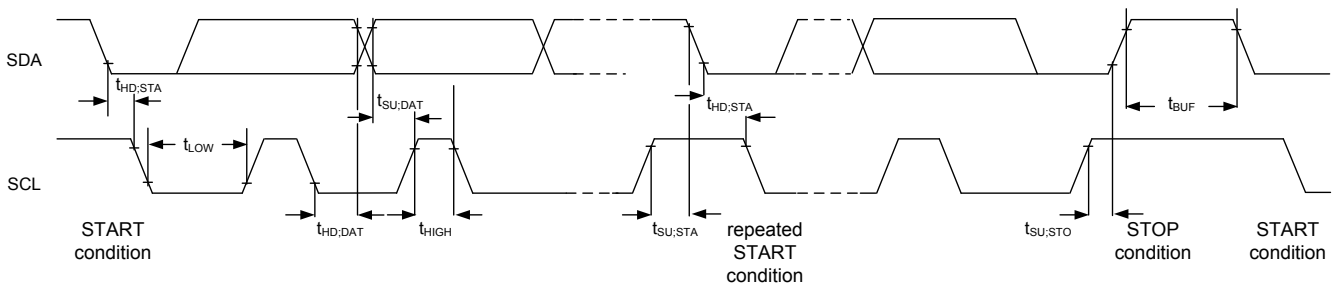 SDA
tHD;STA
tSU;DAT
tHD;STA
tBUF
tLOW
SCL
tHD;DAT
tHIGH
tSU;STA
tSU;STO
START
condition
repeated
START
condition
STOP
condition
START
condition